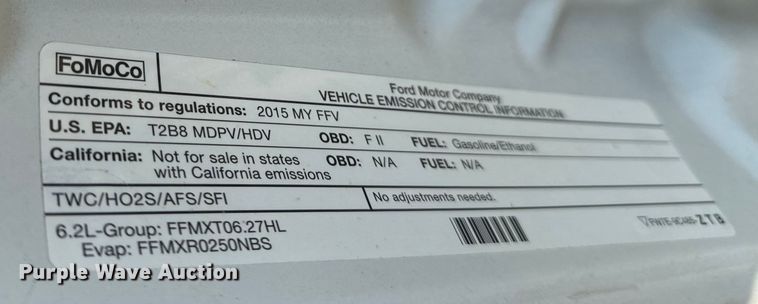 FoMoCo
Ford Motor Company
VEHICLE EMISSION CONTROL INFORMATION
Conforms to regulations: 2015 MY FFV
U.S. EPA: T2B8 MDPV/HDV OBD: F II FUEL: Gasoline/Ethanol
California: Not for sale in states with California emissions OBD: N/A FUEL: N/A
TWC/HO2S/AFS/SFI No adjustments needed.
6.2L-Group: FFMXT06.27HL
Evap: FFMXR0250NBS
ZTB
Purple Wave Auction